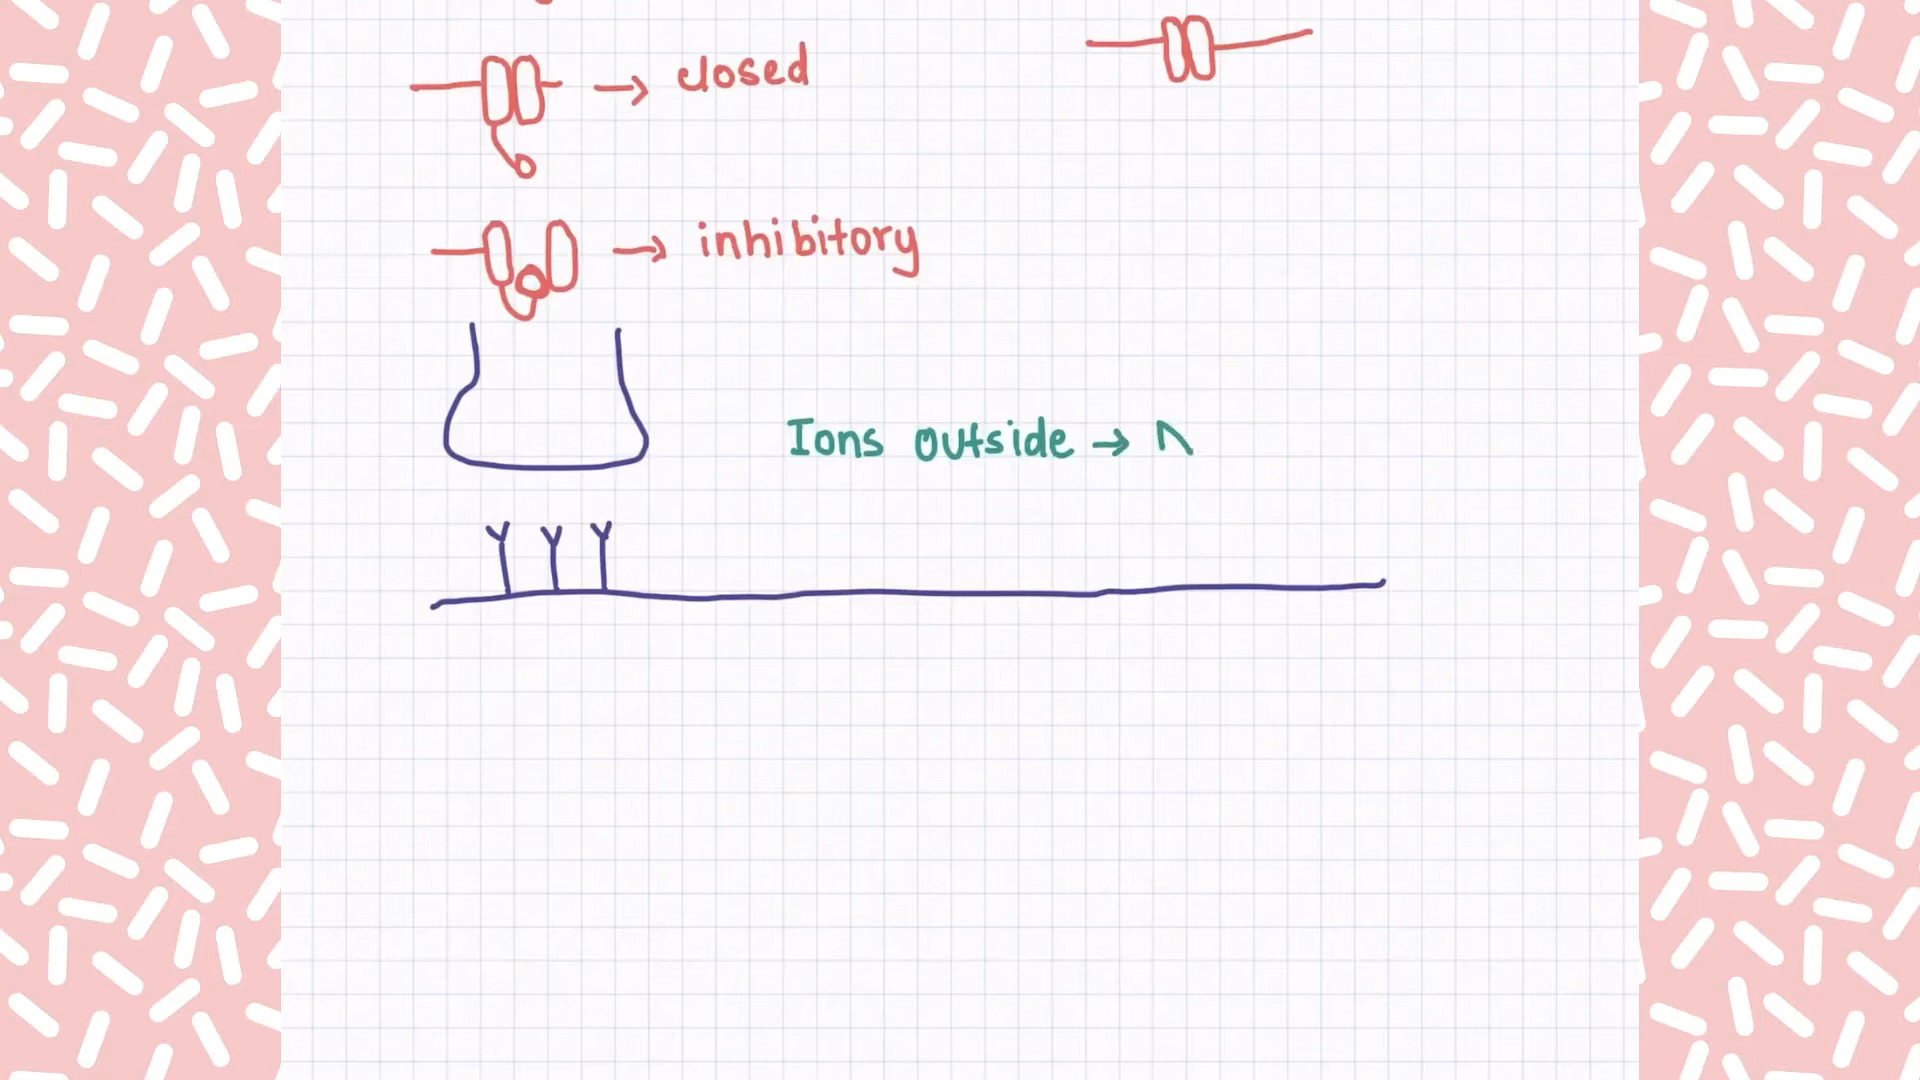 → closed
→ inhibitory
Ions outside →